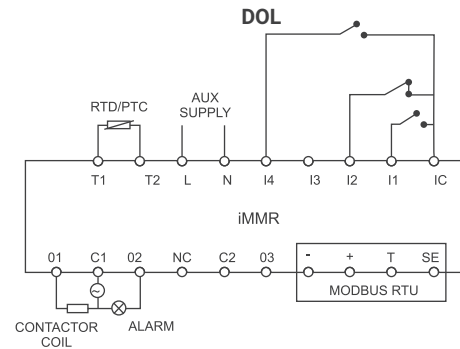 DOL
RTD/PTC
AUX
SUPPLY
T1 T2 L N I4 I3 I2 I1 IC
iMMR
01 C1 02 NC C2 03 - + T SE
MODBUS RTU
CONTACTOR
COIL
ALARM